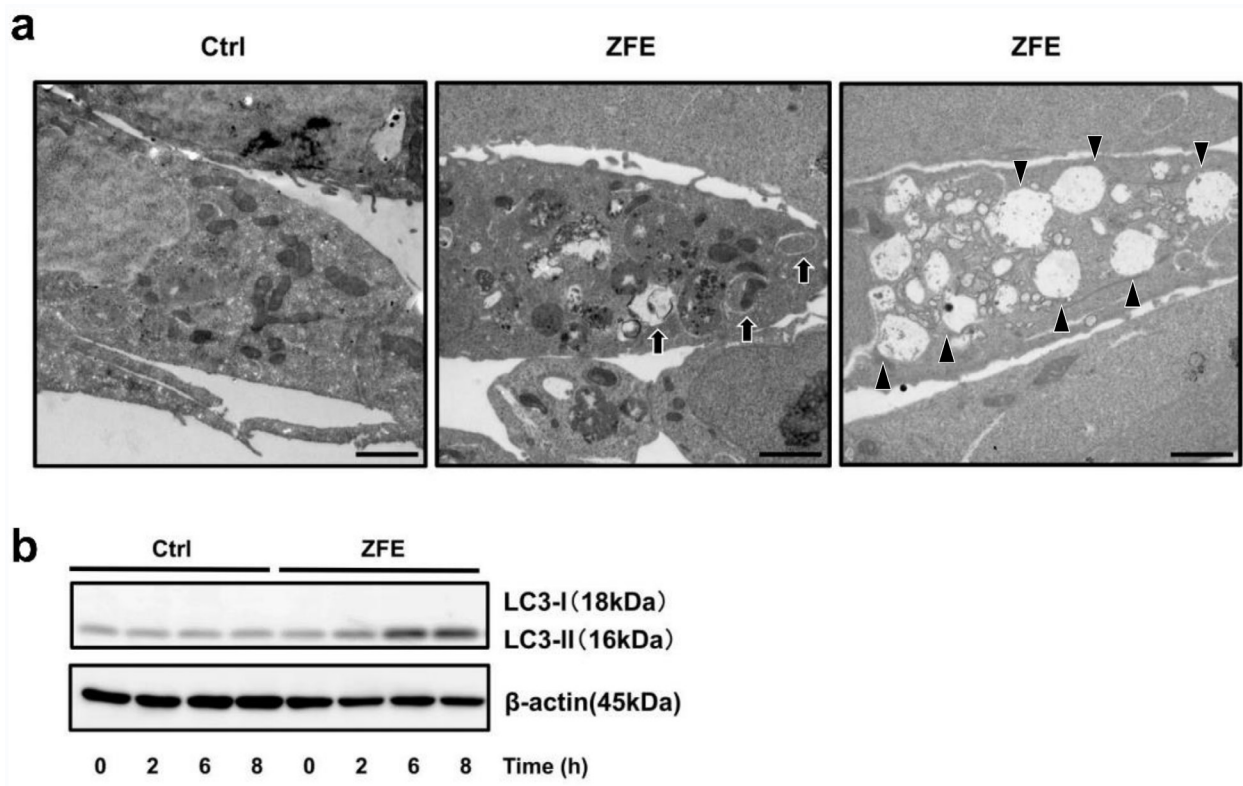 a
Ctrl ZFE ZFE
b
Ctrl ZFE
LC3-I（18kDa）
LC3-II（16kDa）
β-actin(45kDa)
0 2 6 8 0 2 6 8 Time (h)